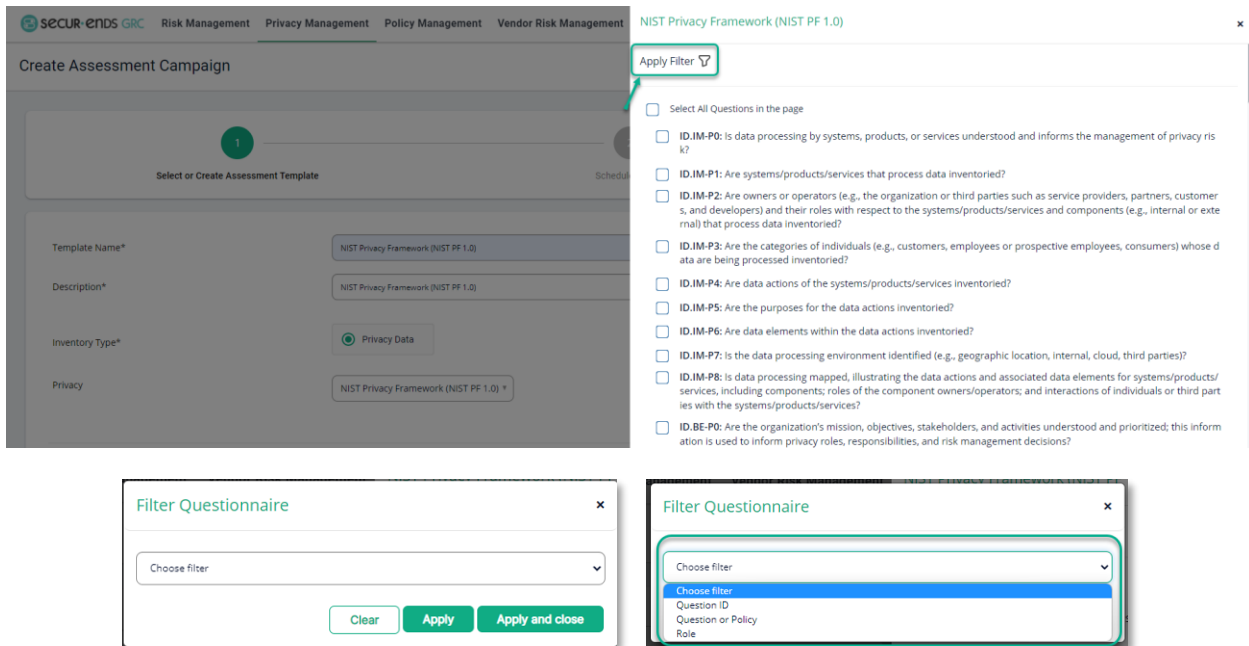 SECUR•ENDS GRC Risk Management Privacy Management Policy Management Vendor Risk Management
NIST Privacy Framework (NIST PF 1.0) ×
Create Assessment Campaign
Apply Filter
1
Select or Create Assessment Template
Schedul
Select All Questions in the page
ID.IM-P0: Is data processing by systems, products, or services understood and informs the management of privacy ris
k?
ID.IM-P1: Are systems/products/services that process data inventoried?
ID.IM-P2: Are owners or operators (e.g., the organization or third parties such as service providers, partners, customer
s, and developers) and their roles with respect to the systems/products/services and components (e.g., internal or exte
rnal) that process data inventoried?
ID.IM-P3: Are the categories of individuals (e.g., customers, employees or prospective employees, consumers) whose d
ata are being processed inventoried?
ID.IM-P4: Are data actions of the systems/products/services inventoried?
ID.IM-P5: Are the purposes for the data actions inventoried?
ID.IM-P6: Are data elements within the data actions inventoried?
ID.IM-P7: Is the data processing environment identified (e.g., geographic location, internal, cloud, third parties)?
ID.IM-P8: Is data processing mapped, illustrating the data actions and associated data elements for systems/products/
services, including components; roles of the component owners/operators; and interactions of individuals or third part
ies with the systems/products/services?
ID.BE-P0: Are the organization's mission, objectives, stakeholders, and activities understood and prioritized; this inform
ation is used to inform privacy roles, responsibilities, and risk management decisions?
Template Name* NIST Privacy Framework (NIST PF 1.0)
Description* NIST Privacy Framework (NIST PF 1.0)
Inventory Type* Privacy Data
Privacy NIST Privacy Framework (NIST PF 1.0) ×
Filter Questionnaire ×
Choose filter
Clear Apply Apply and close
Filter Questionnaire ×
Choose filter
Choose filter
Question ID
Question or Policy
Role